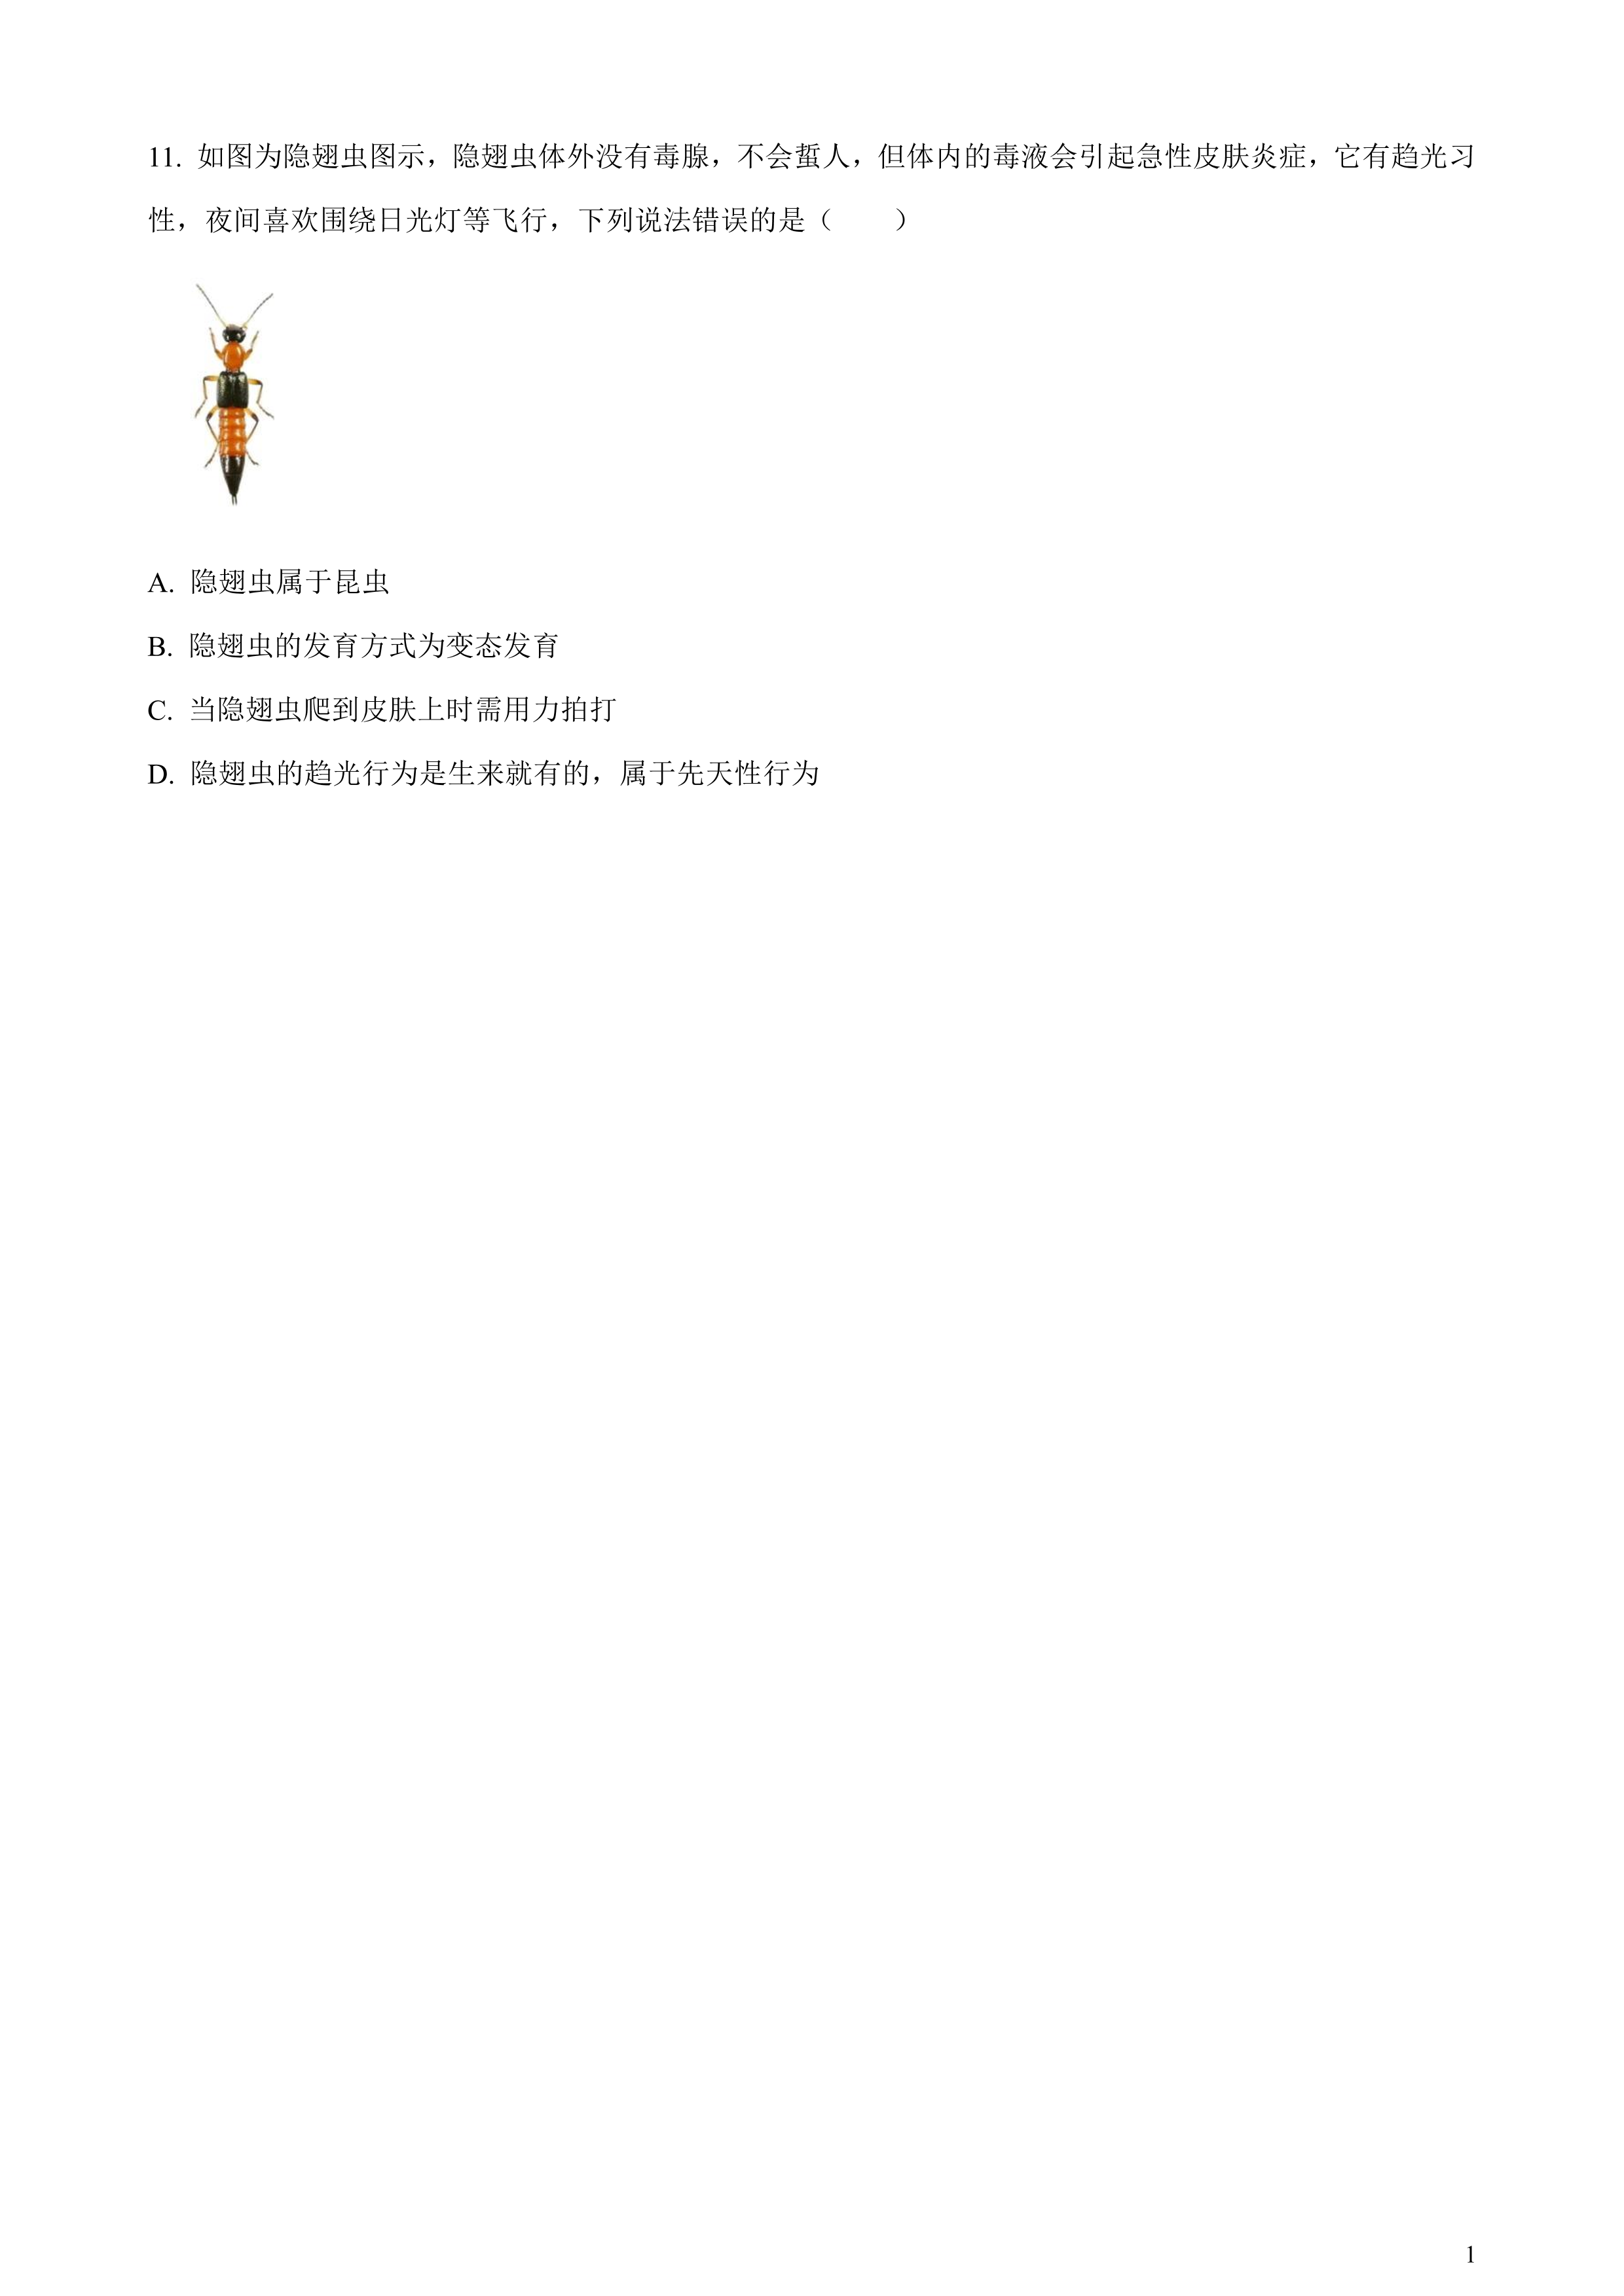 11. 如图为隐翅虫图示，隐翅虫体外没有毒腺，不会蜇人，但体内的毒液会引起急性皮肤炎症，它有趋光习
性，夜间喜欢围绕日光灯等飞行，下列说法错误的是（　　）
A. 隐翅虫属于昆虫
B. 隐翅虫的发育方式为变态发育
C. 当隐翅虫爬到皮肤上时需用力拍打
D. 隐翅虫的趋光行为是生来就有的，属于先天性行为
1